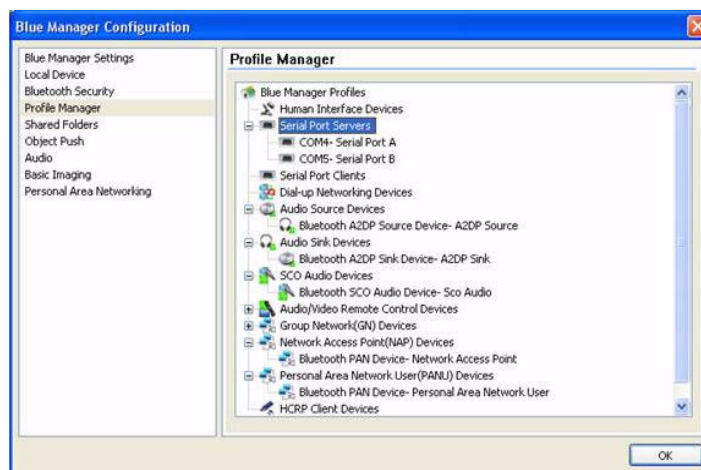 Blue Manager Configuration
Blue Manager Settings
Local Device
Bluetooth Security
Profile Manager
Shared Folders
Object Push
Audio
Basic Imaging
Personal Area Networking
Profile Manager
Blue Manager Profiles
Human Interface Devices
Serial Port Servers
COM4- Serial Port A
COM5- Serial Port B
Serial Port Clients
Dial-up Networking Devices
Audio Source Devices
Bluetooth A2DP Source Device- A2DP Source
Audio Sink Devices
Bluetooth A2DP Sink Device- A2DP Sink
SCO Audio Devices
Bluetooth SCO Audio Device- Sco Audio
Audio/Video Remote Control Devices
Group Network(GN) Devices
Network Access Point(NAP) Devices
Bluetooth PAN Device- Network Access Point
Personal Area Network User(PANU) Devices
Bluetooth PAN Device- Personal Area Network User
HCRP Client Devices
OK